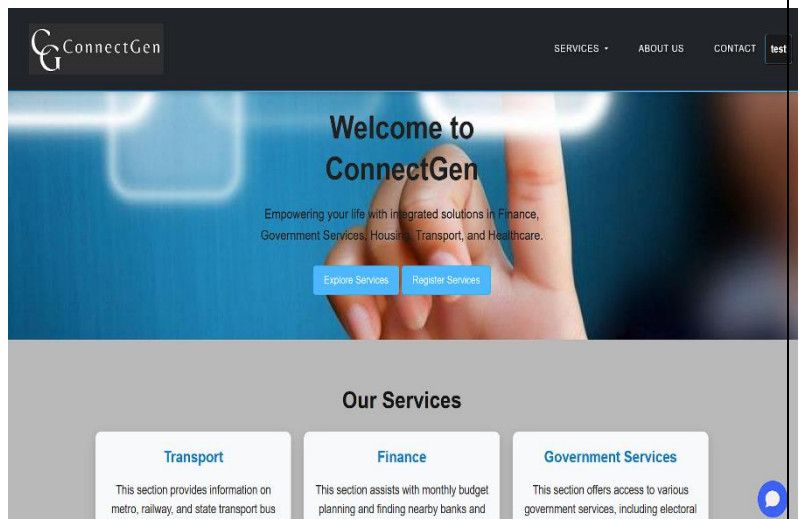 CG ConnectGen
SERVICES ABOUT US CONTACT test
Welcome to
ConnectGen
Empowering your life with integrated solutions in Finance,
Government Services, Housing, Transport, and Healthcare.
Explore Services Register Services
Our Services
Transport Finance Government Services
This section provides information on This section assists with monthly budget This section offers access to various
metro, railway, and state transport bus planning and finding nearby banks and government services, including electoral